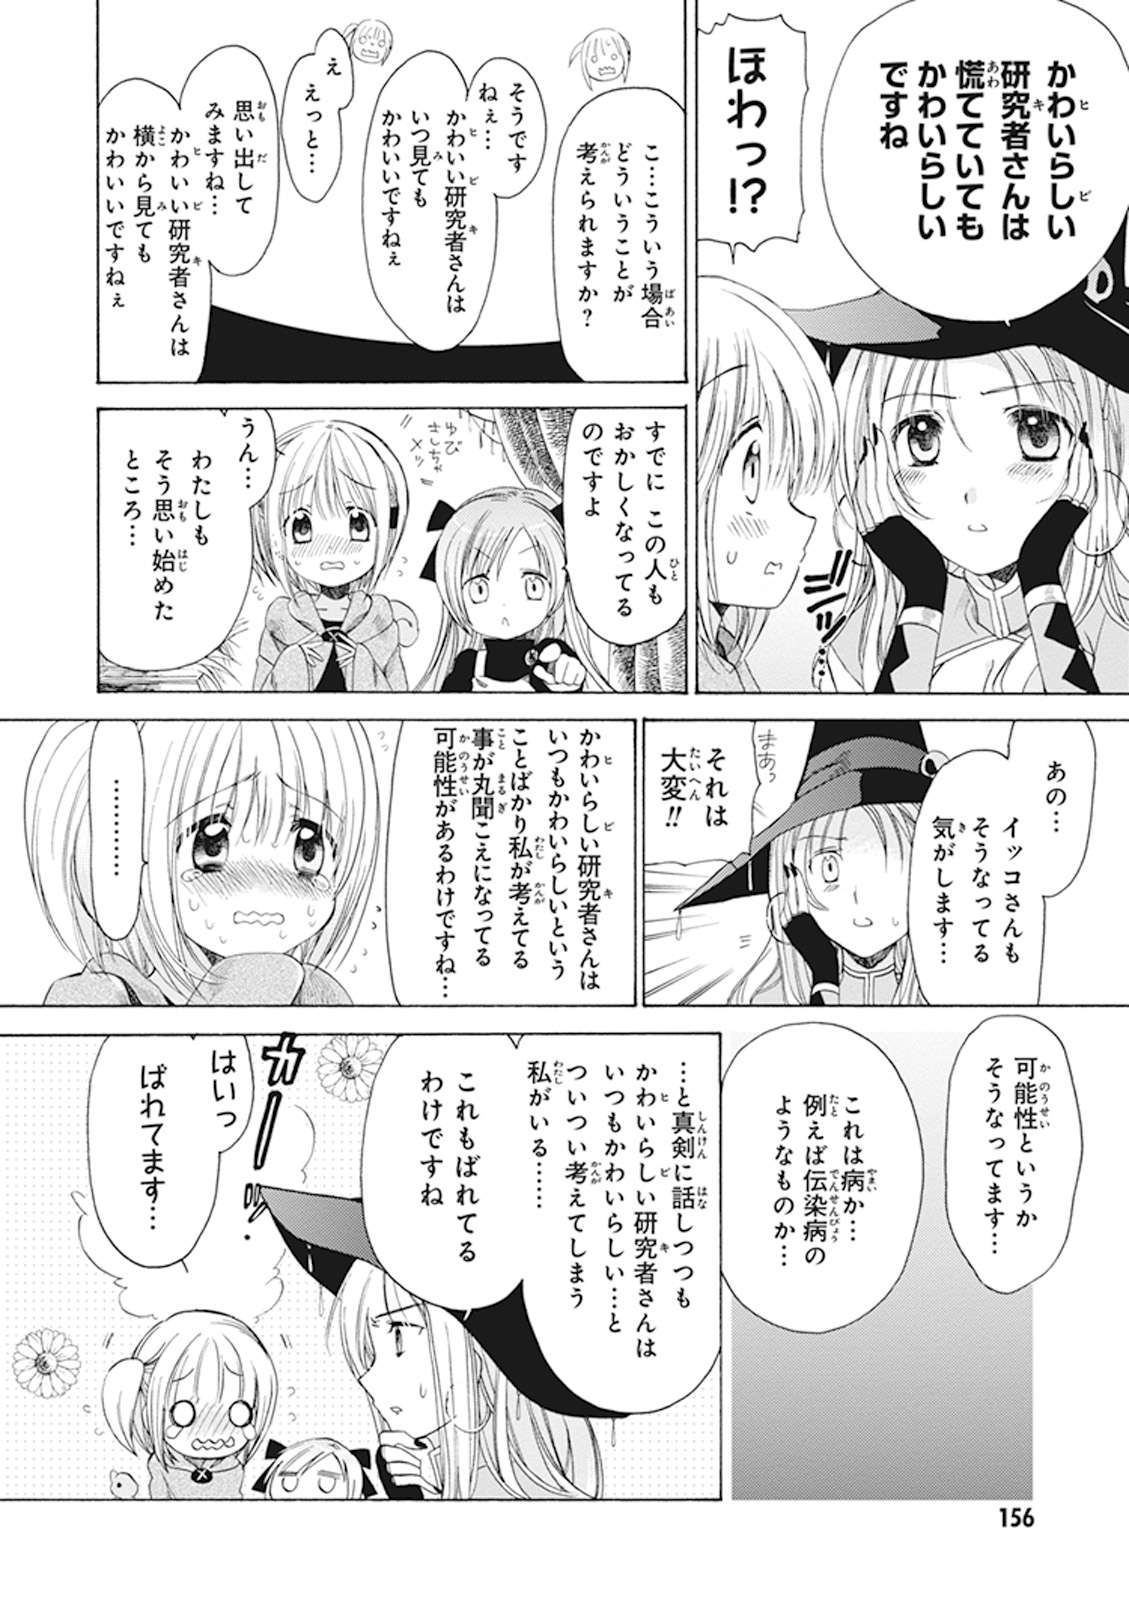 かわいらしい
研究者さんは
慌てていても
かわいらしい
ですね
ほわっ!?
こ…こういう場合
どういうことが
考えられますか?
そうです
ねぇ…
かわいい研究者さんは
いつ見ても
かわいいですねぇ
え
えっと…
思い出して
みますね…
かわいい研究者さんは
横から見ても
かわいいですねぇ
すでに この人も
おかしくなってる
のですよ
ゆび
さしちゃ
メッ
うん…
わたしも
そう思い始めた
ところ…
あの…
イッコさんも
そうなってる
気がします…
まあっ
それは
大変!!
かわいらしい研究者さんは
いつもかわいらしいという
ことばかり私が考えてる
事が丸聞こえになってる
可能性があるわけですね…
…………
可能性というか
そうなってます…
これは病か…
例えば伝染病の
ようなものか…
…と真剣に話しつつも
かわいらしい研究者さんは
いつもかわいらしい…と
ついつい考えてしまう
私がいる……
これもばれてる
わけですね
カーーッ
はいっ
ばれてます…
156